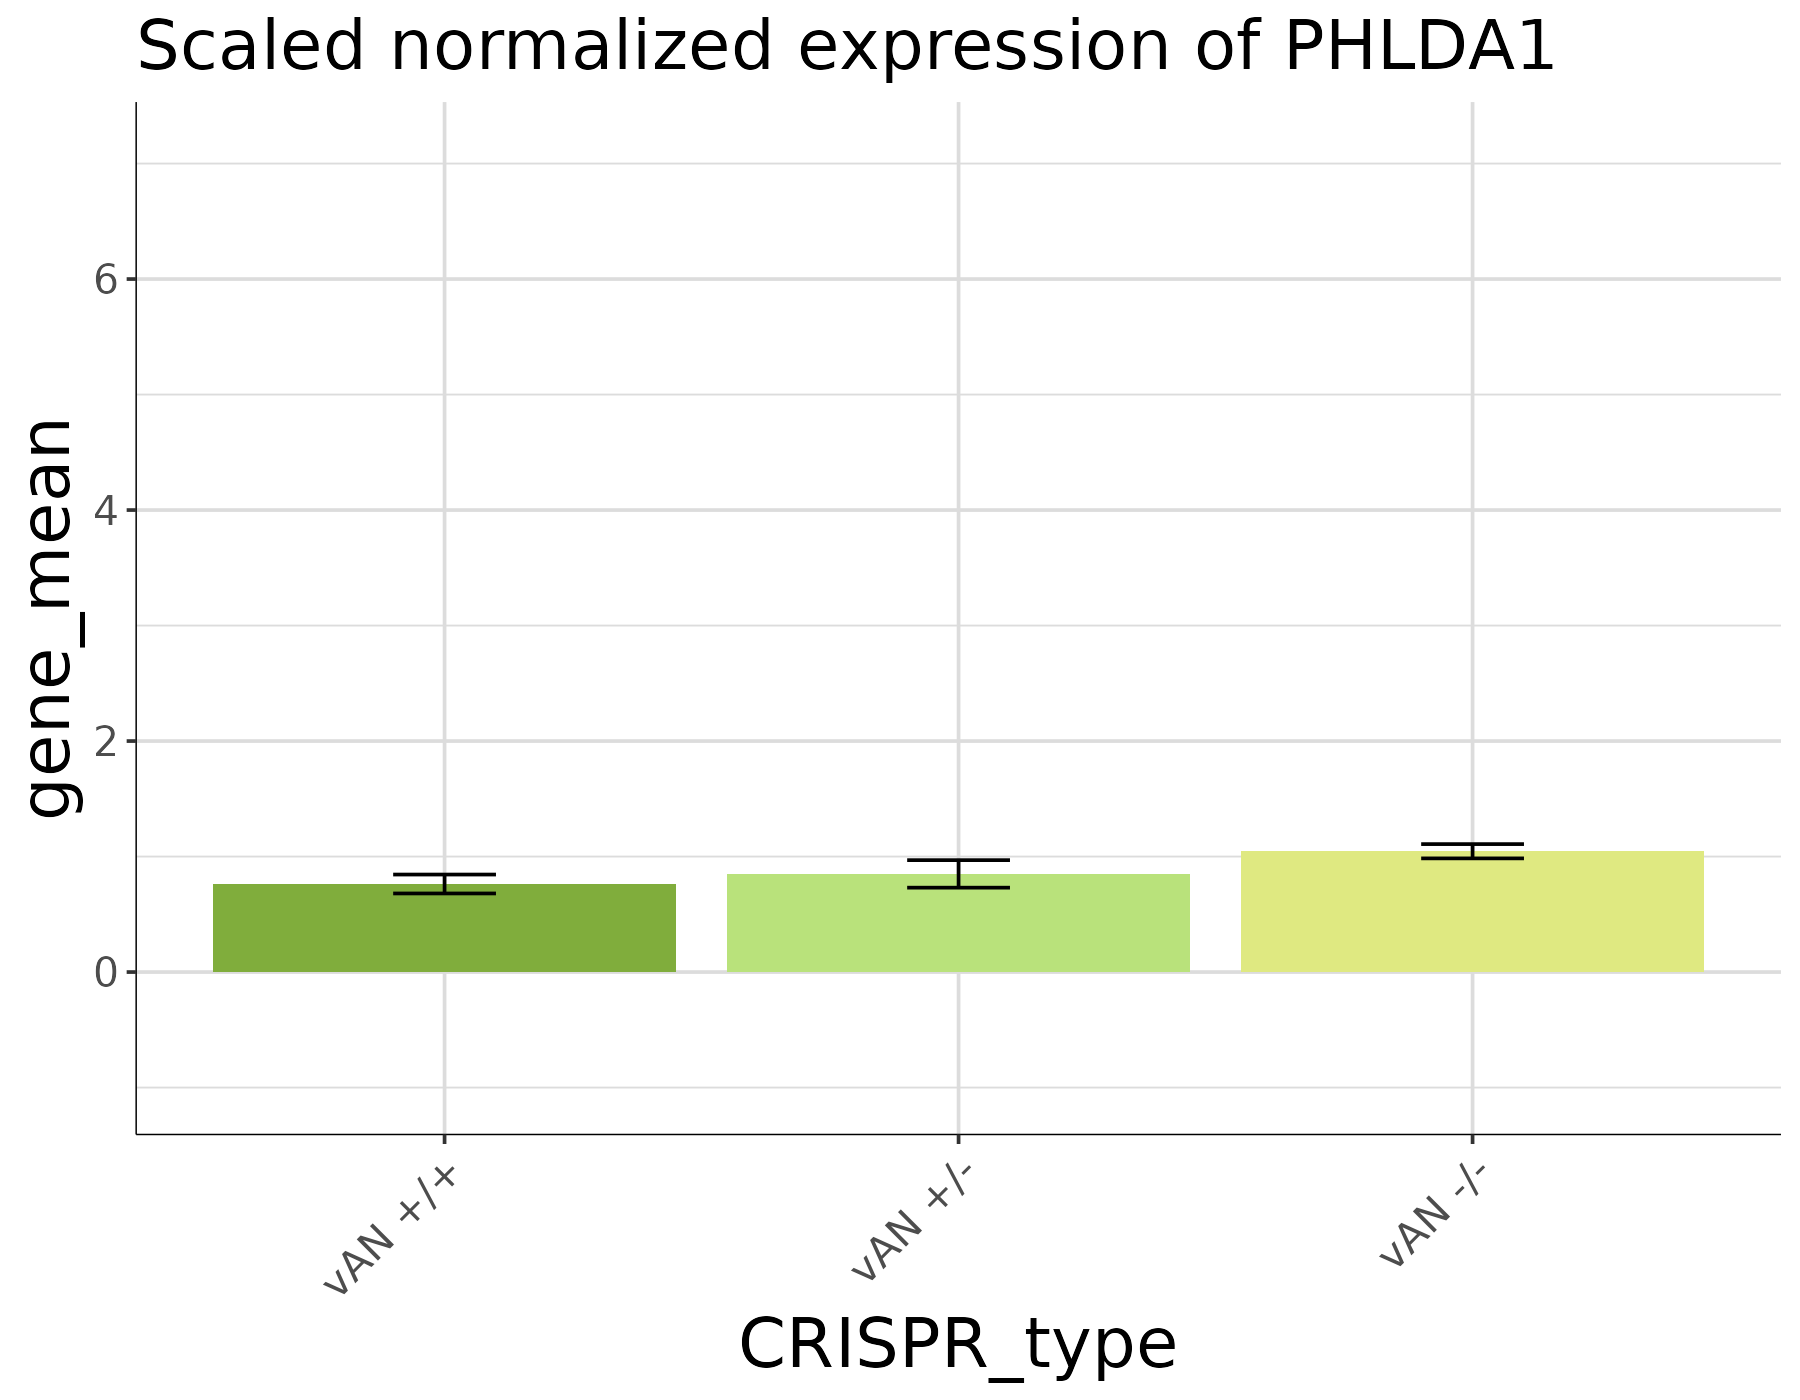 Scaled normalized expression of PHLDA1
gene_mean
6
4
2
0
vAN +/+
vAN +/-
vAN -/-
CRISPR_type